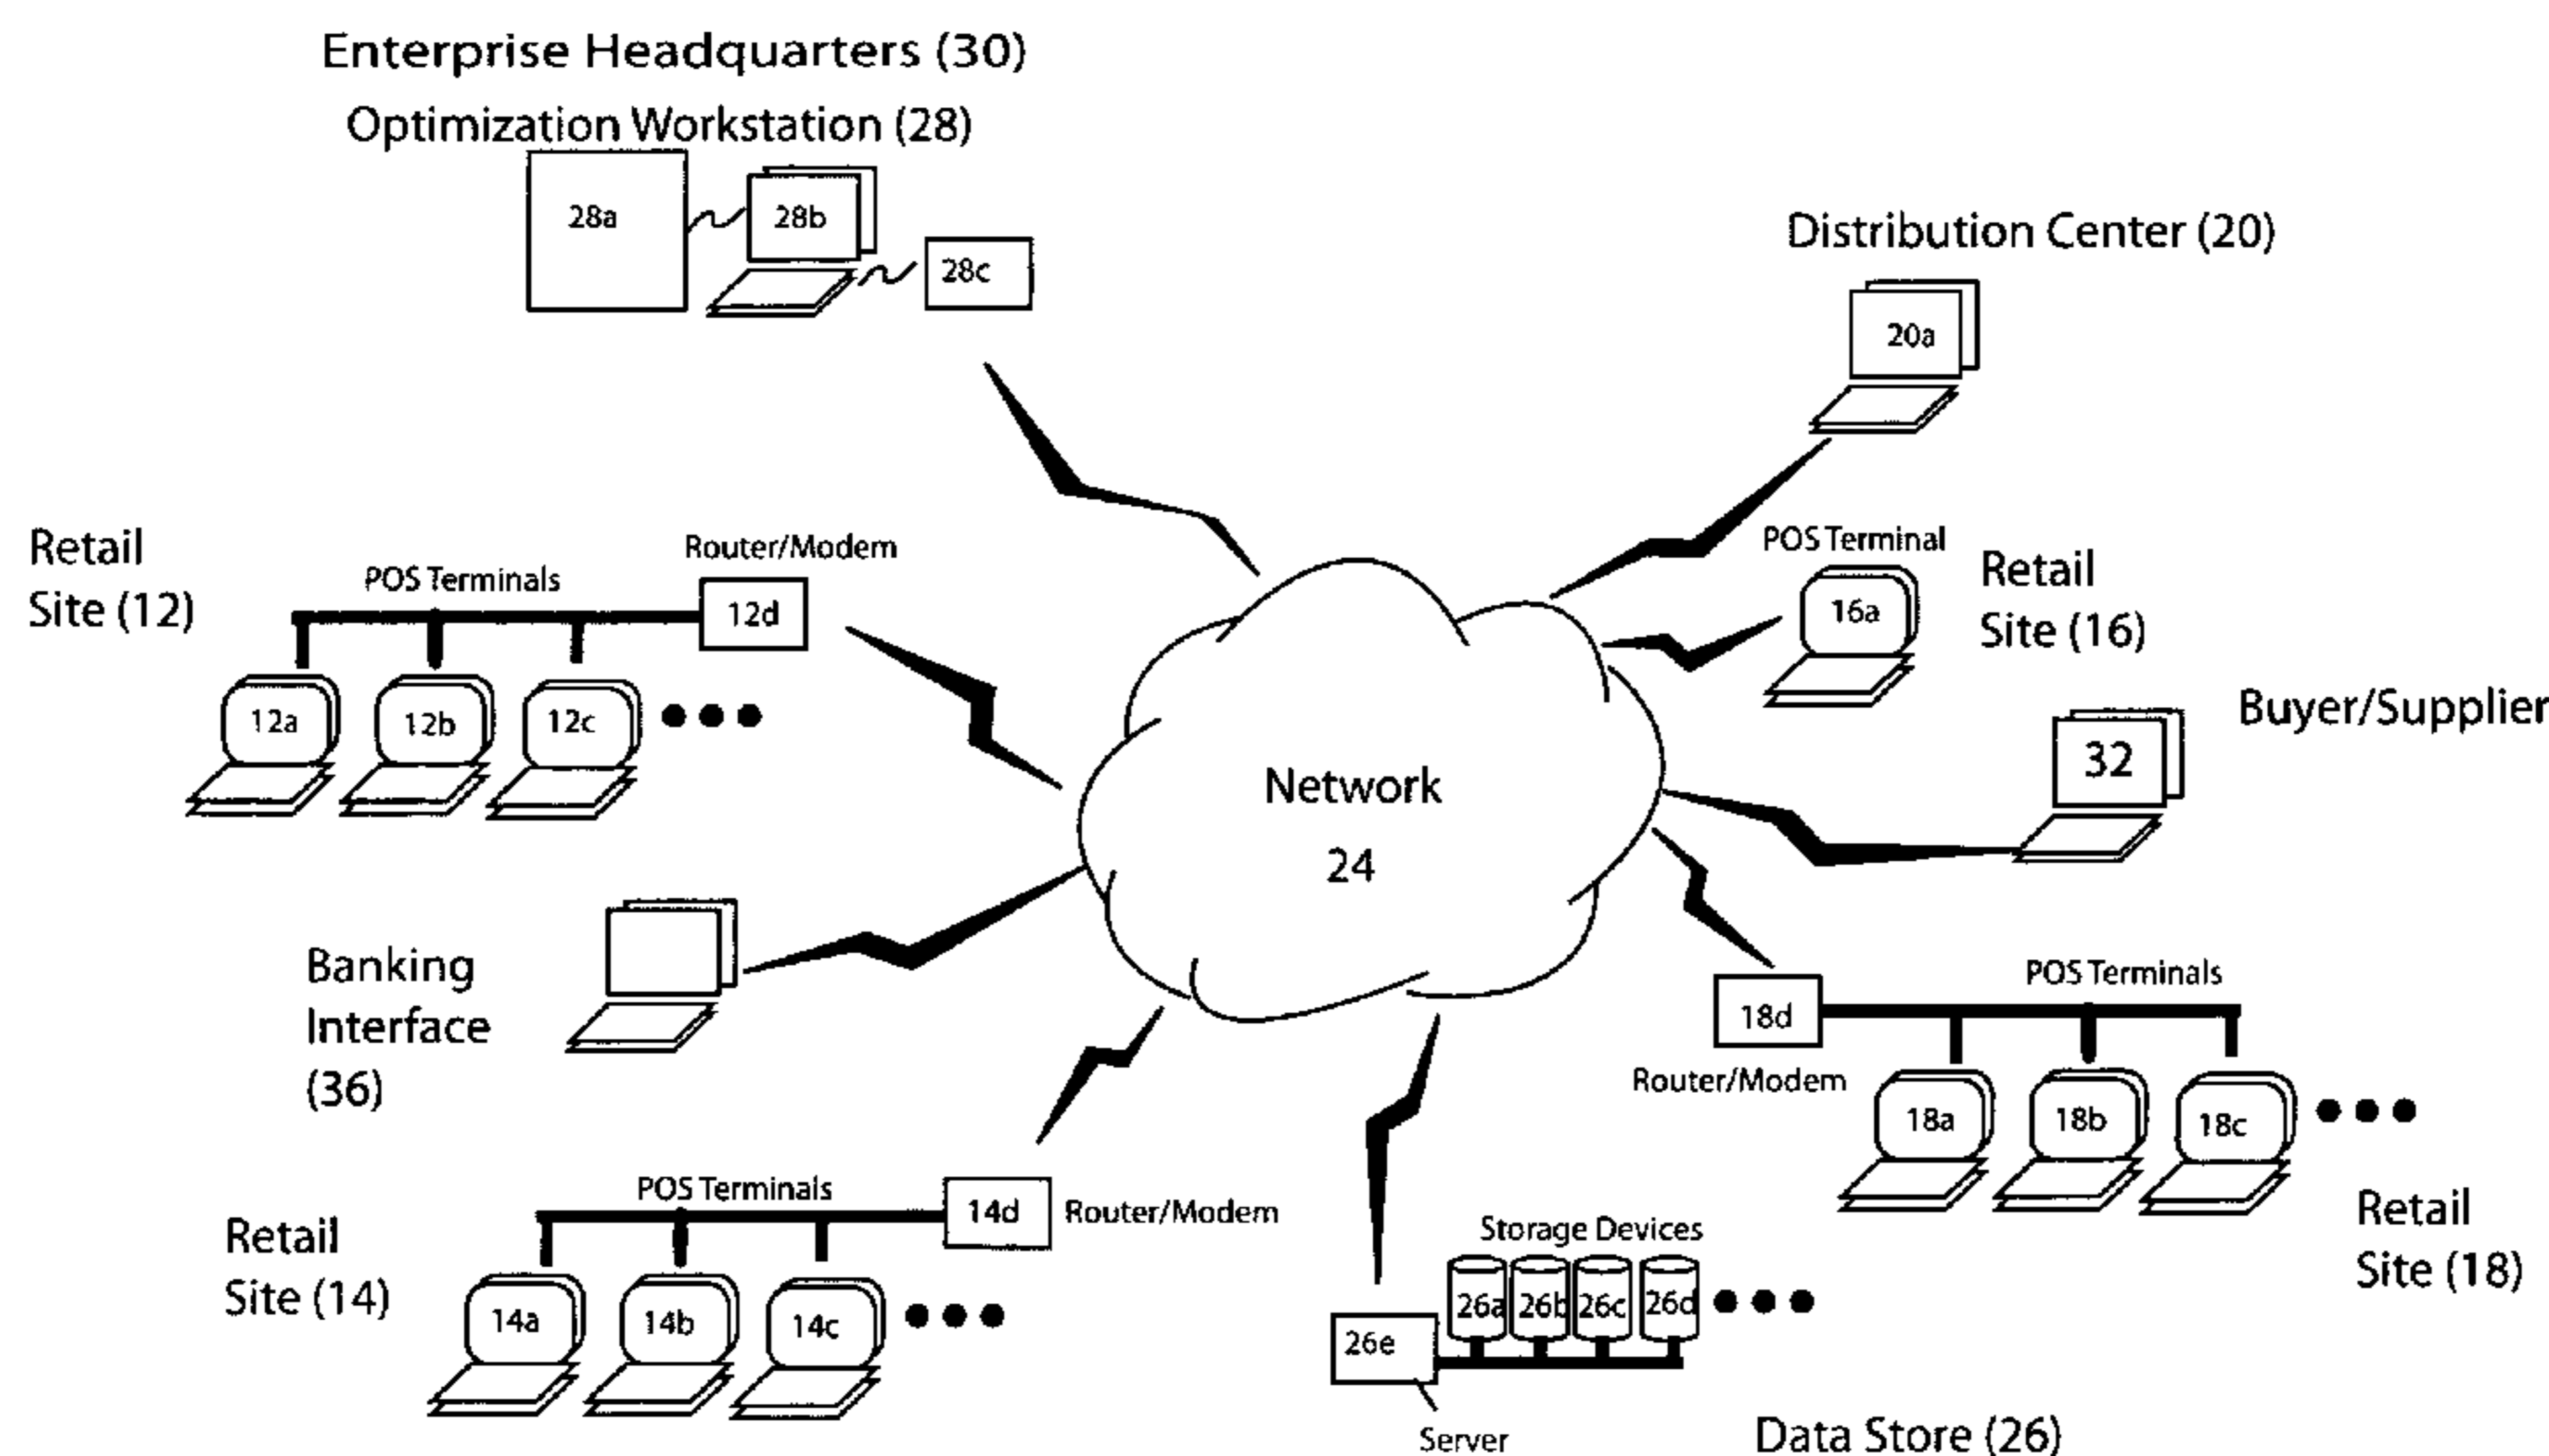 Enterprise Headquarters (30)
Optimization Workstation (28)
28a
28b
28c
Distribution Center (20)
20a
POS Terminal
16a
Retail
Site (16)
Retail
Site (12)
POS Terminals
Router/Modem
12d
12a
12b
12c
Buyer/Supplier
32
Network
24
Banking
Interface
(36)
POS Terminals
18d
Router/Modem
18a
18b
18c
Retail
Site (18)
Retail
Site (14)
POS Terminals
14d
Router/Modem
14a
14b
14c
Storage Devices
26a
26b
26c
26d
26e
Server
Data Store (26)